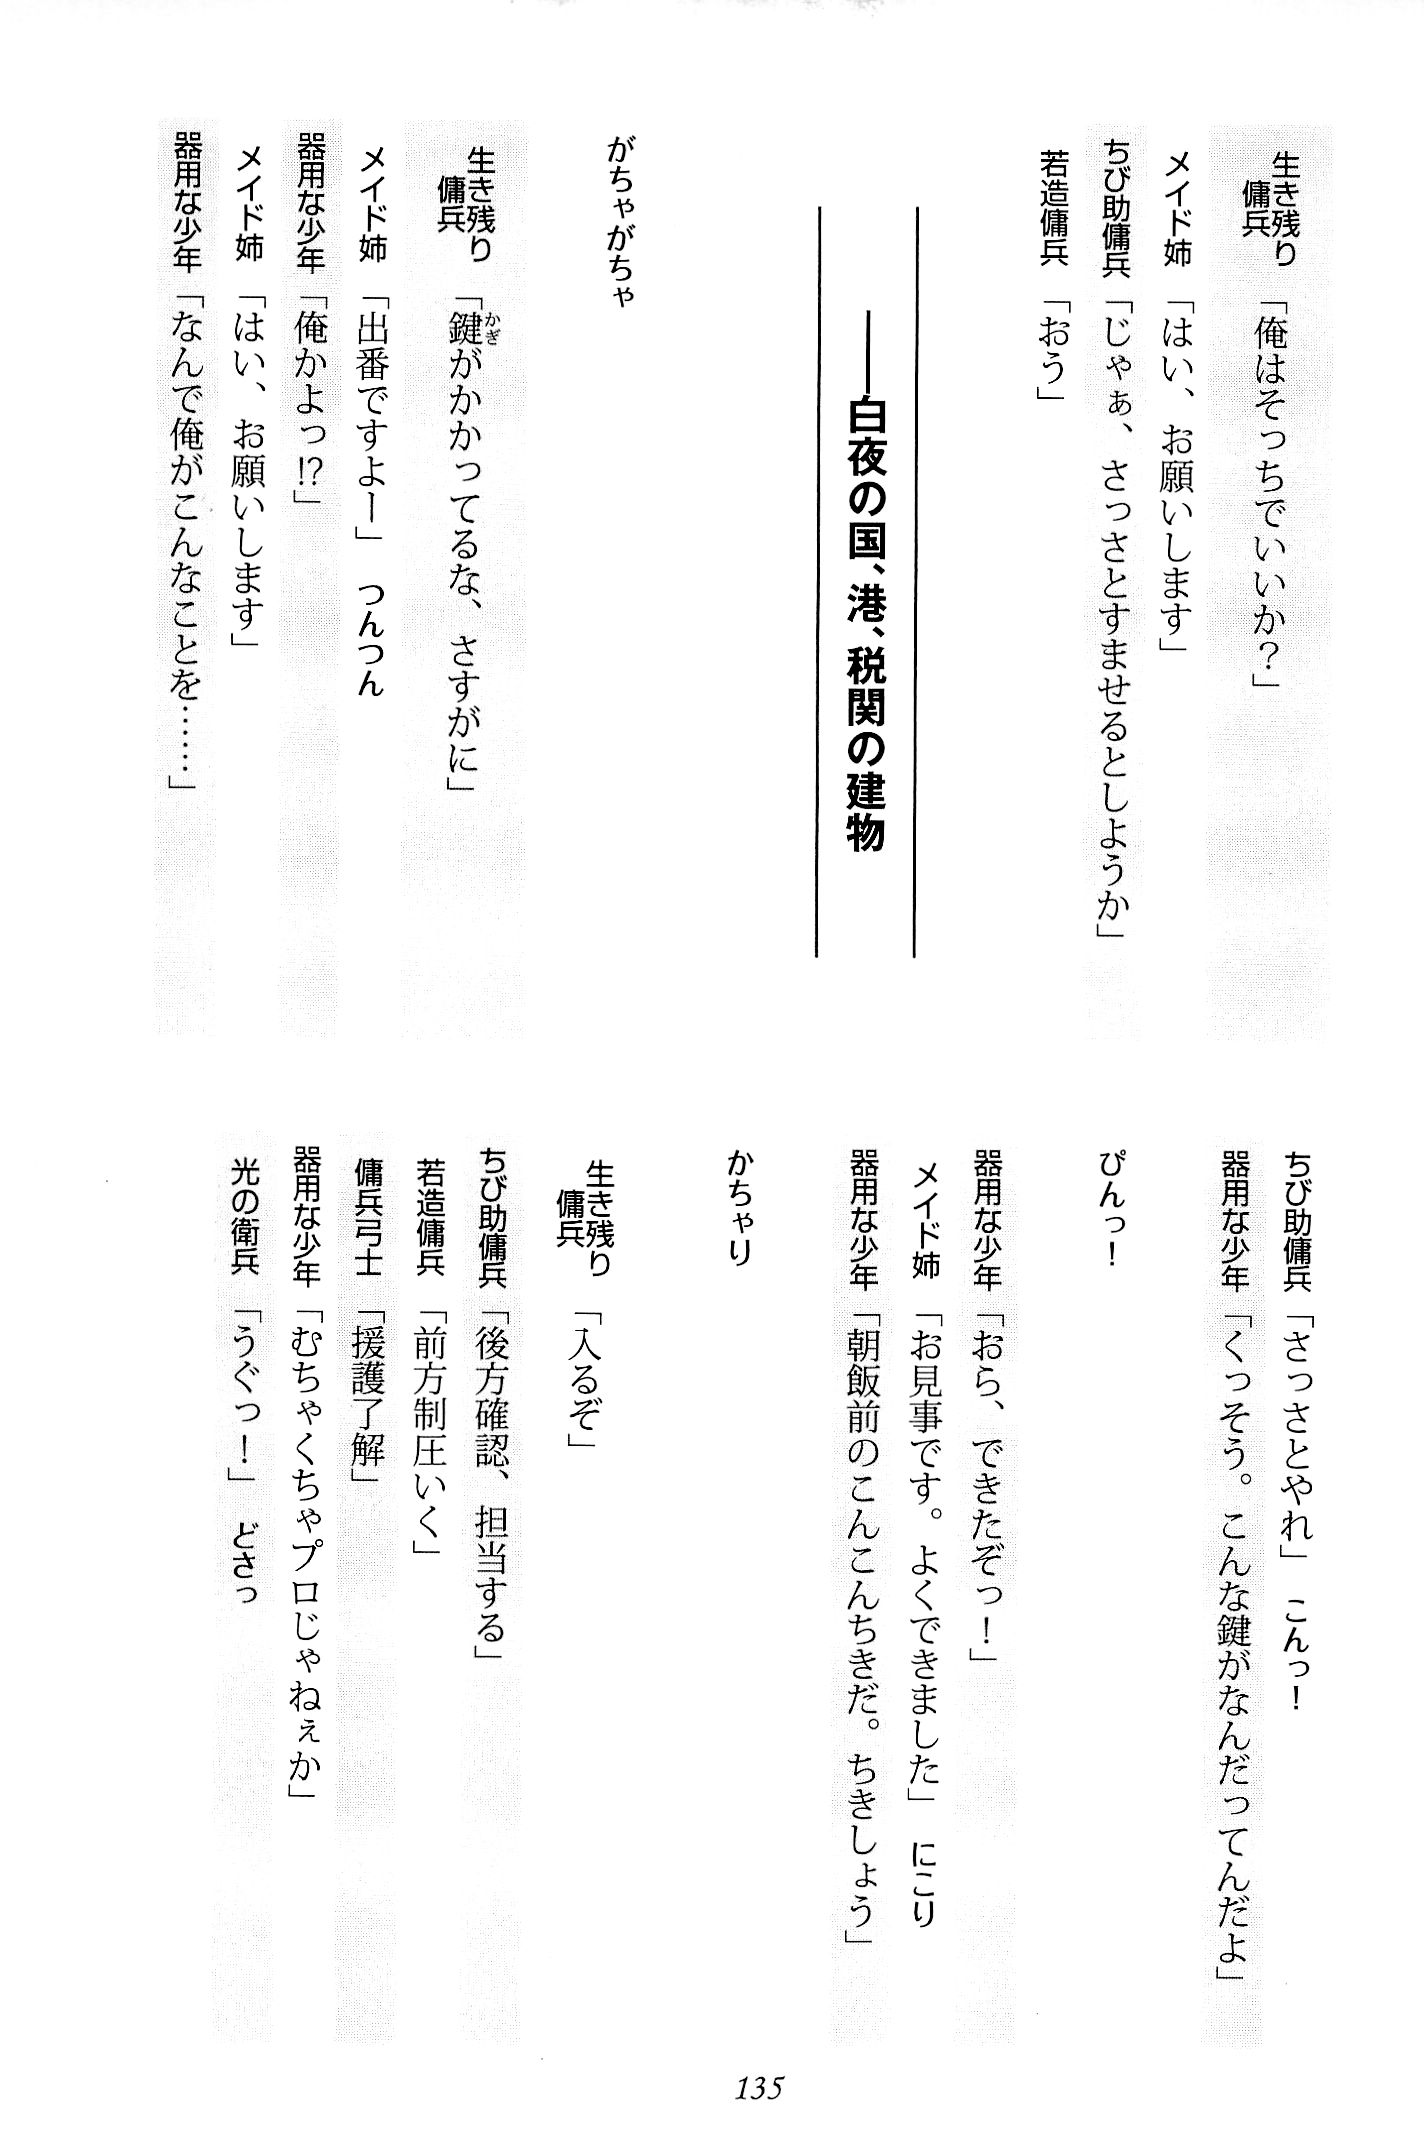 生き残り傭兵「俺はそっちでいいか？」
メイド姉「はい、お願いします」
ちび助傭兵「じゃぁ、さっさとすませるとしようか」
若造傭兵「おう」
――白夜の国、港、税関の建物
がちゃがちゃ
生き残り傭兵「鍵がかかってるな、さすがに」
かぎ
メイド姉「出番ですよー」　つんつん
器用な少年「俺かよっ!?」
メイド姉「はい、お願いします」
器用な少年「なんで俺がこんなことを……」
ちび助傭兵「さっさとやれ」　こんっ！
器用な少年「くっそう。こんな鍵がなんだってんだよ」
ぴんっ！
器用な少年「おら、できたぞっ！」
メイド姉「お見事です。よくできました」　にこり
器用な少年「朝飯前のこんこんちきだ。ちきしょう」
かちゃり
生き残り傭兵「入るぞ」
ちび助傭兵「後方確認、担当する」
若造傭兵「前方制圧いく」
傭兵弓士「援護了解」
器用な少年「むちゃくちゃプロじゃねぇか」
光の衛兵「うぐっ！」　どさっ
135